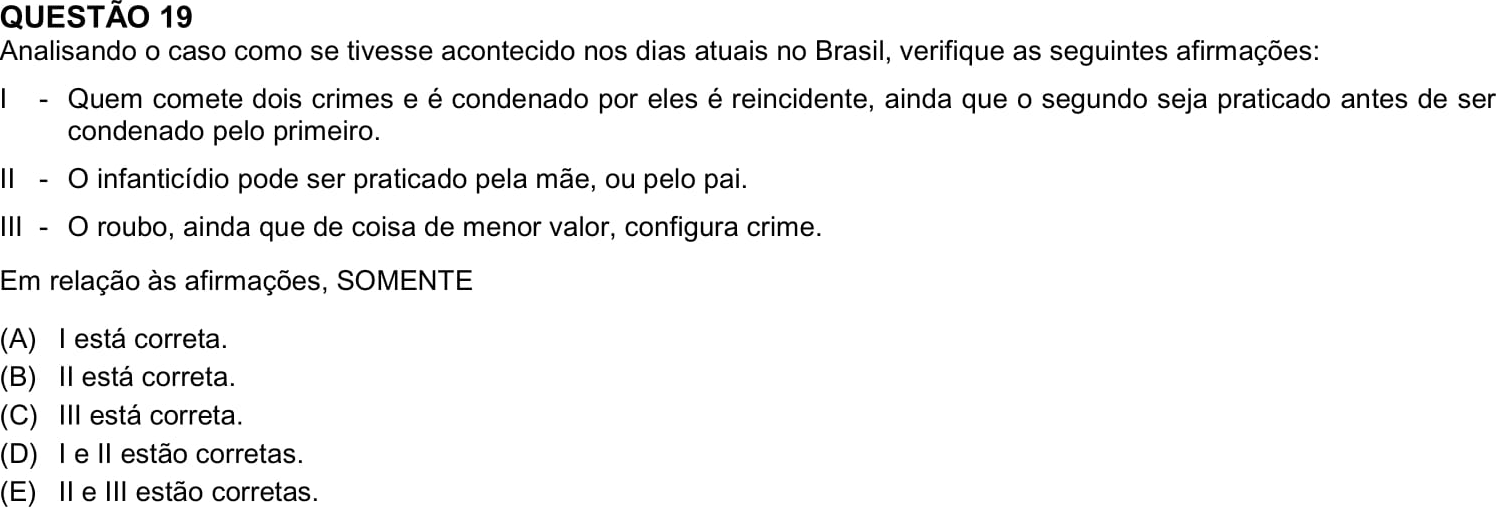 QUESTÃO 19
Analisando o caso como se tivesse acontecido nos dias atuais no Brasil, verifique as seguintes afirmações:
I - Quem comete dois crimes e é condenado por eles é reincidente, ainda que o segundo seja praticado antes de ser
condenado pelo primeiro.
II - O infanticídio pode ser praticado pela mãe, ou pelo pai.
III - O roubo, ainda que de coisa de menor valor, configura crime.
Em relação às afirmações, SOMENTE
(A) I está correta.
(B) II está correta.
(C) III está correta.
(D) I e II estão corretas.
(E) II e III estão corretas.